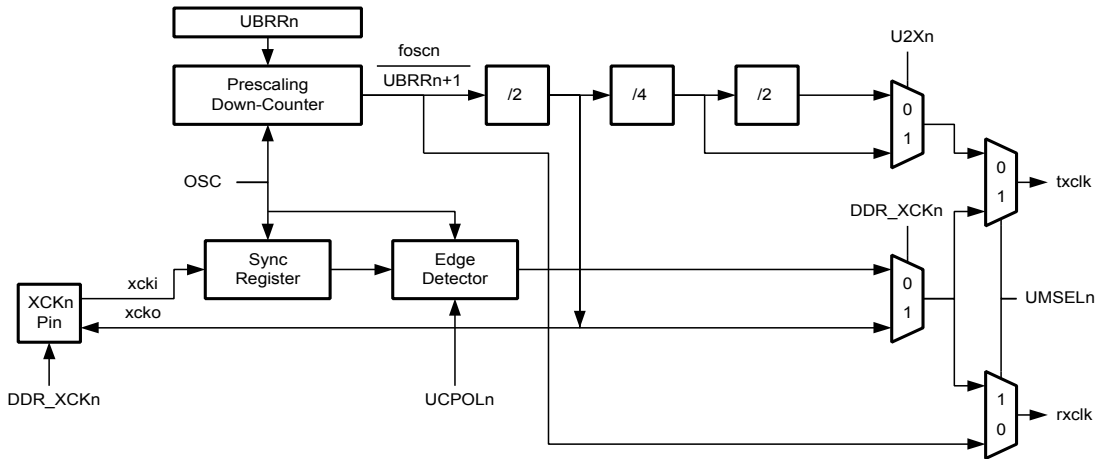 UBRRn
U2Xn
foscn
UBRRn+1
Prescaling
Down-Counter
/2
/4
/2
0
1
OSC
0
1
txclk
DDR_XCKn
Sync
Register
Edge
Detector
xcki
0
1
UMSELn
XCKn
Pin
xcko
DDR_XCKn
UCPOLn
1
0
rxclk